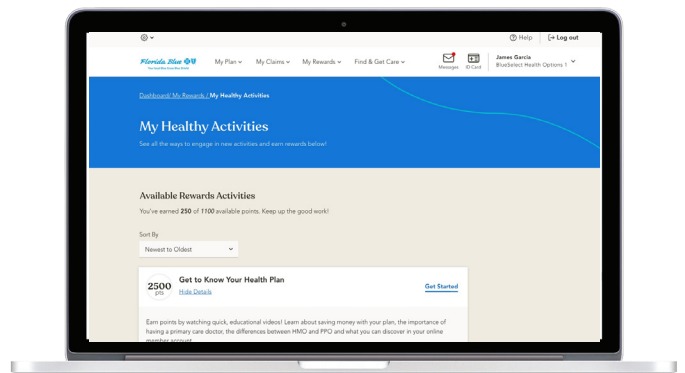 Help
Log out
Florida Blue
My Plan
My Claims
My Rewards
Find & Get Care
Messages
ID Card
James Garcia
BlueSelect Health Options 1
Dashboard/ My Rewards / My Healthy Activities
My Healthy Activities
See all the ways to engage in new activities and earn rewards below!
Available Rewards Activities
You've earned 250 of 1100 available points. Keep up the good work!
Sort By
Newest to Oldest
2500
pts
Get to Know Your Health Plan
Hide Details
Get Started
Earn points by watching quick, educational videos! Learn about saving money with your plan, the importance of
having a primary care doctor, the differences between HMO and PPO and what you can discover in your online
member account.